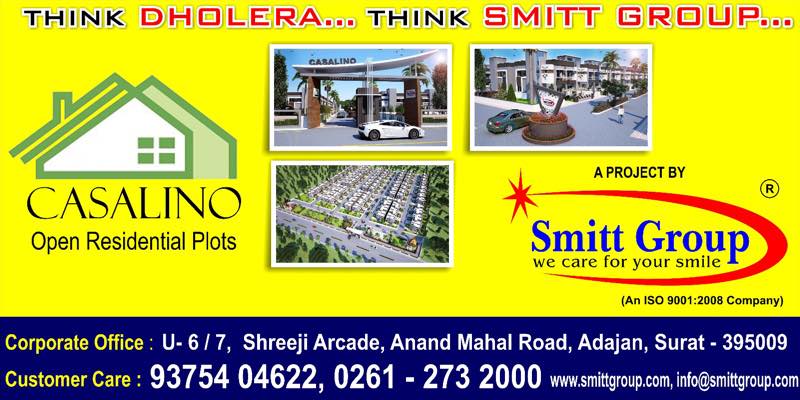 THINK DHOLERA... THINK SMITT GROUP...
CASALINO
CASALINO
Open Residential Plots
A PROJECT BY
®
Smitt Group
we care for your smile
(An ISO 9001:2008 Company)
Corporate Office : U- 6 / 7, Shreeji Arcade, Anand Mahal Road, Adajan, Surat - 395009
Customer Care : 93754 04622, 0261 - 273 2000 www.smittgroup.com, info@smittgroup.com